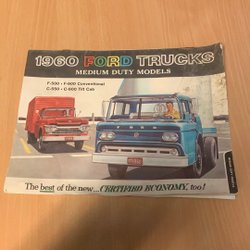 1960 FORD TRUCKS
MEDIUM DUTY MODELS
F-500 • F-600 Conventional
C-550 • C-600 Tilt Cab
The best of the new... CERTIFIED ECONOMY, too!